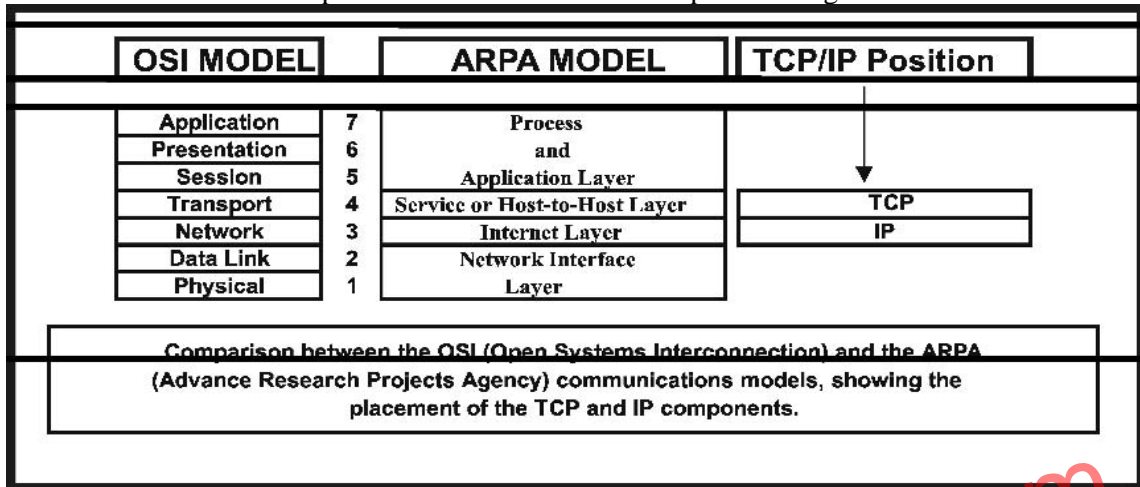 OSI MODEL ARPA MODEL TCP/IP Position
Application 7 Process
Presentation 6 and
Session 5 Application Layer
Transport 4 Service or Host-to-Host Layer TCP
Network 3 Internet Layer IP
Data Link 2 Network Interface
Physical 1 Layer
Comparison between the OSI (Open Systems Interconnection) and the ARPA
(Advance Research Projects Agency) communications models, showing the
placement of the TCP and IP components.